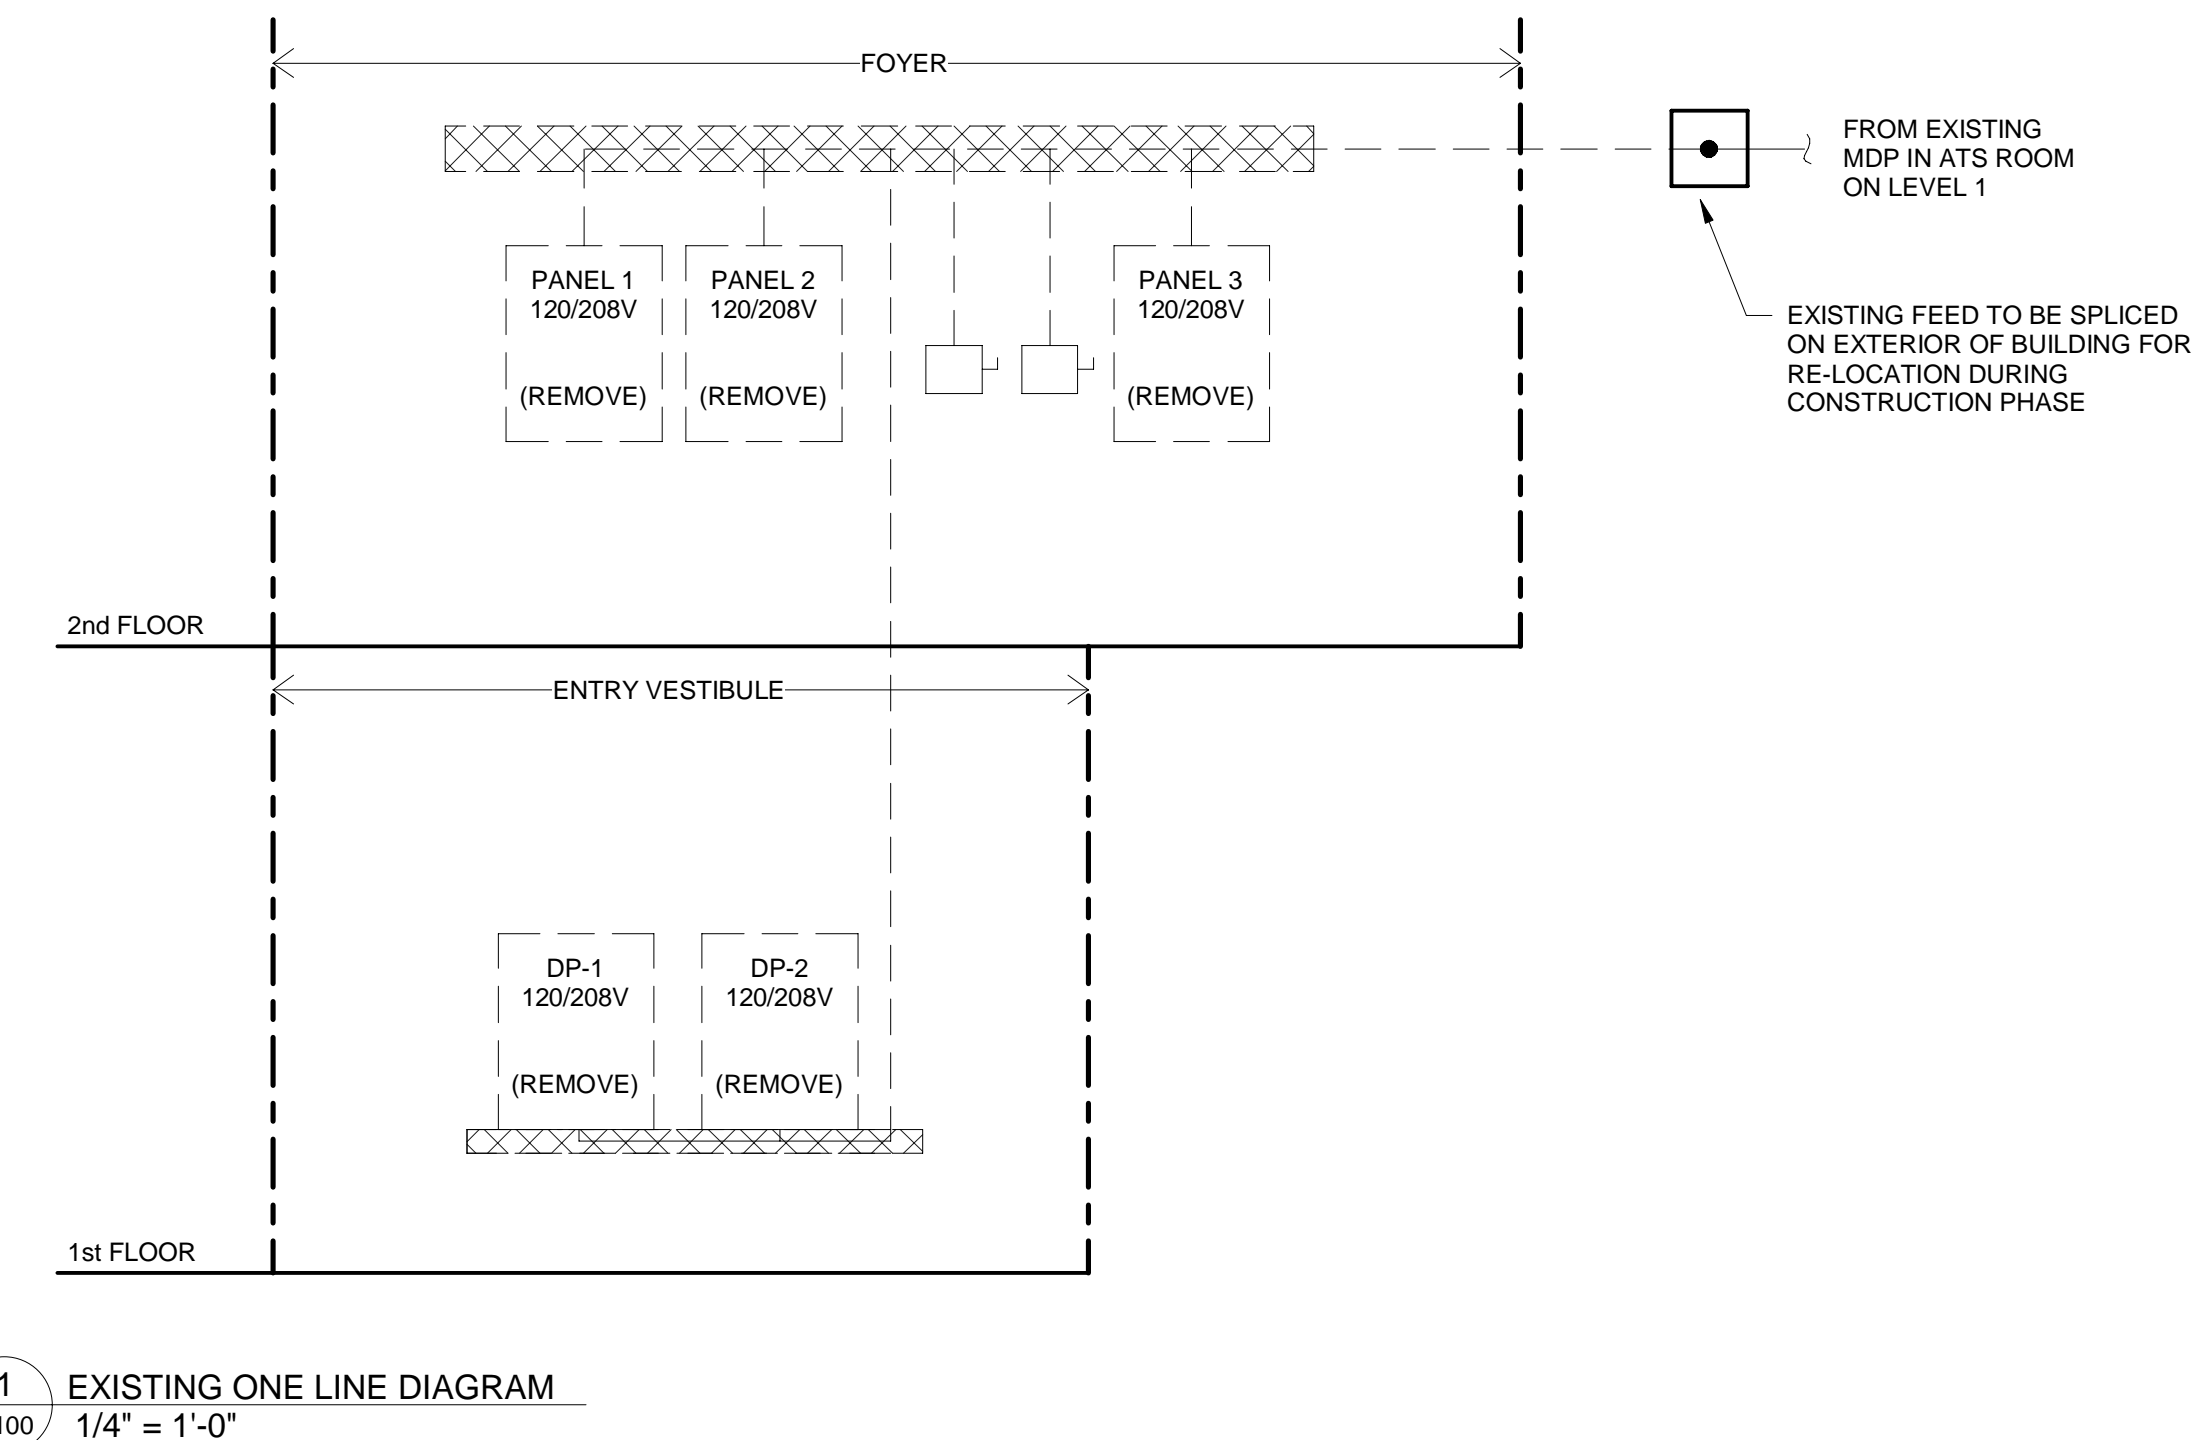 FOYER
FROM EXISTING
MDP IN ATS ROOM
ON LEVEL 1
PANEL 1
120/208V
(REMOVE)
PANEL 2
120/208V
(REMOVE)
PANEL 3
120/208V
(REMOVE)
EXISTING FEED TO BE SPLICED
ON EXTERIOR OF BUILDING FOR
RE-LOCATION DURING
CONSTRUCTION PHASE
2nd FLOOR
ENTRY VESTIBULE
DP-1
120/208V
(REMOVE)
DP-2
120/208V
(REMOVE)
1st FLOOR
1
EXISTING ONE LINE DIAGRAM
100
1/4" = 1'-0"